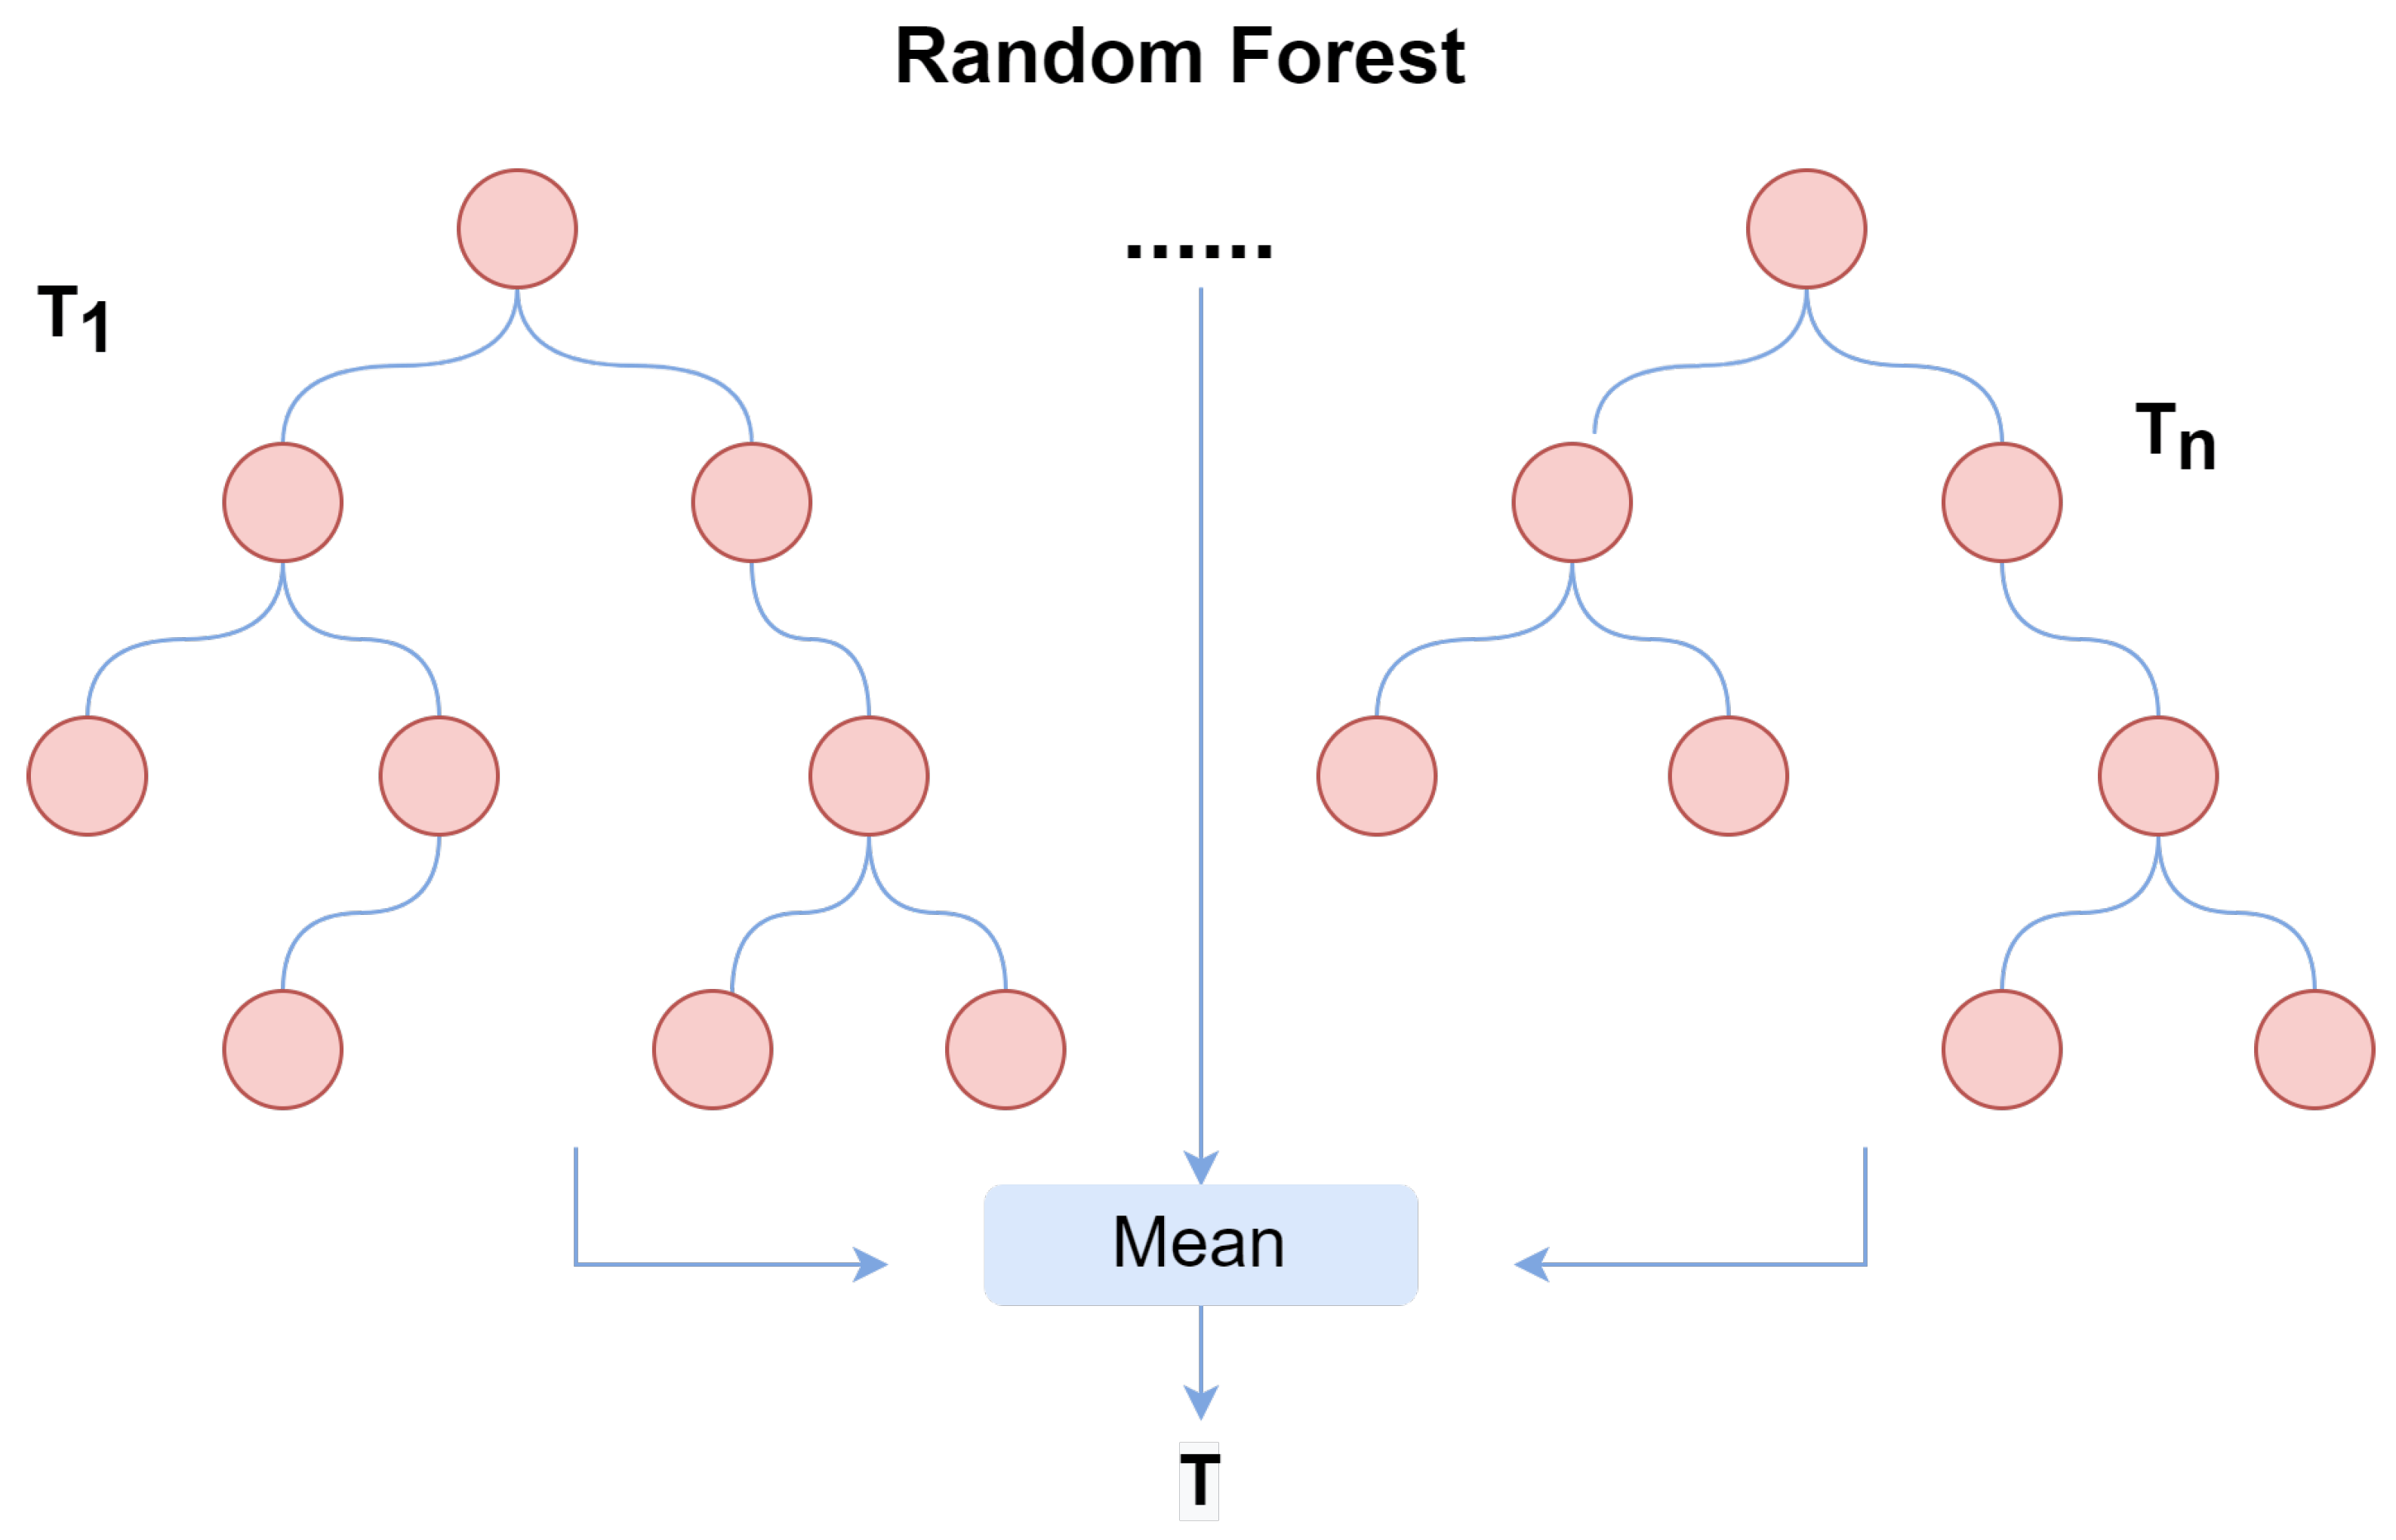 Random Forest
......
T1
Tn
Mean
T